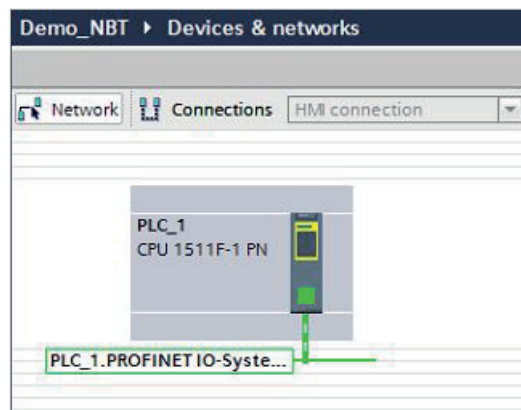 Demo_NBT ▸ Devices & networks
Network Connections HMI connection
PLC_1
CPU 1511F-1 PN
PLC_1.PROFINET IO-Syste...